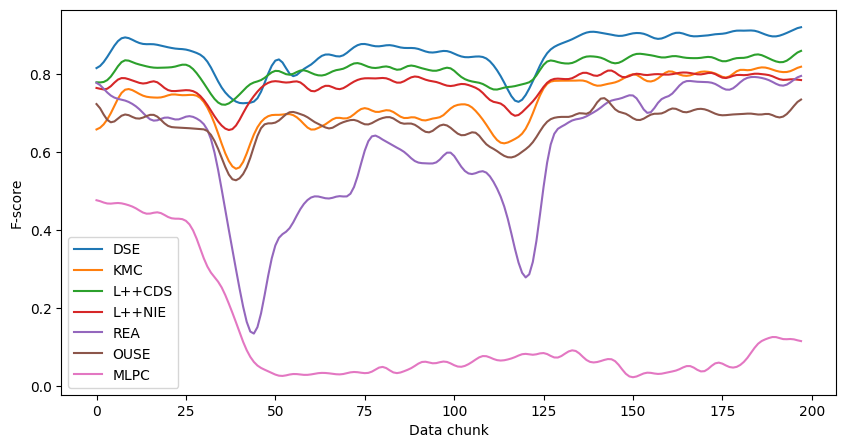 F-score
0.8
0.6
0.4
0.2
0.0
DSE
KMC
L++CDS
L++NIE
REA
OUSE
MLPC
0 25 50 75 100 125 150 175 200
Data chunk